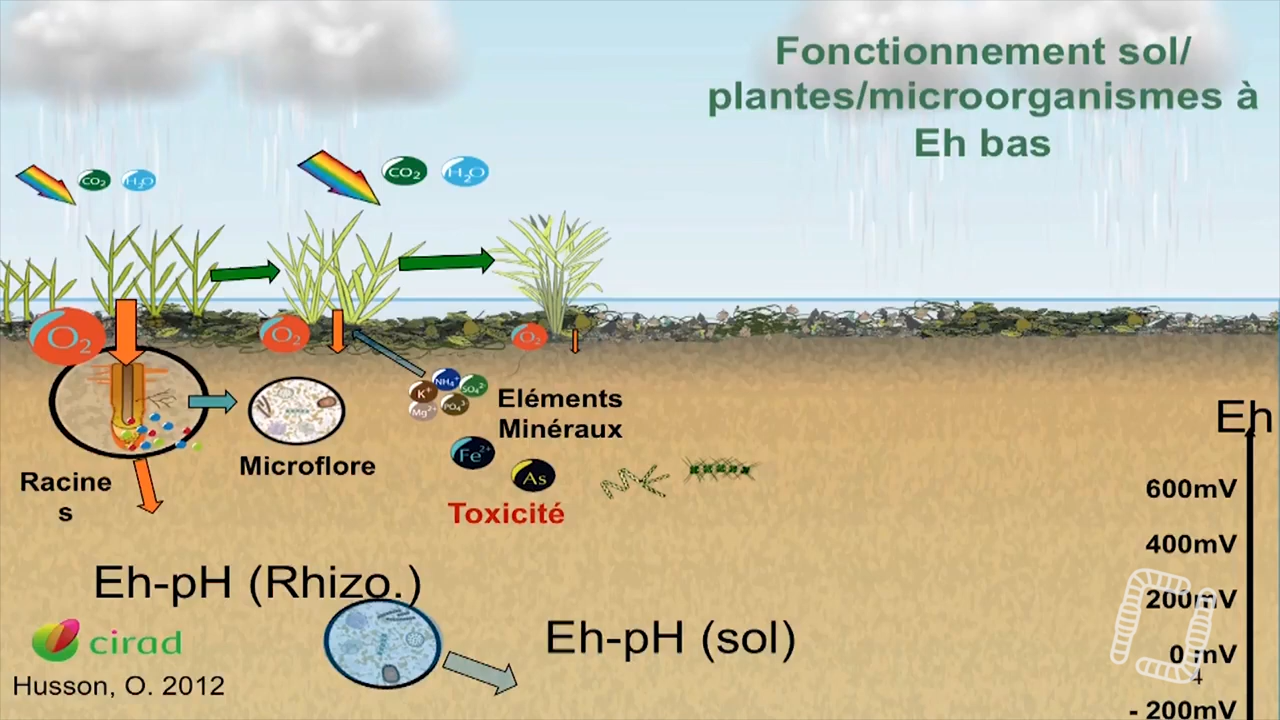 Fonctionnement sol/
plantes/microorganismes à
Eh bas
CO2
H2O
CO2
H2O
O2
O2
O2
K+
NH4+
SO42-
Mg2+
PO43-
Eléments
Minéraux
Fe2+
As
Toxicité
Microflore
Racine
s
Eh-pH (Rhizo.)
Eh-pH (sol)
cirad
Husson, O. 2012
Eh
600mV
400mV
200mV
0 mV
4
- 200mV